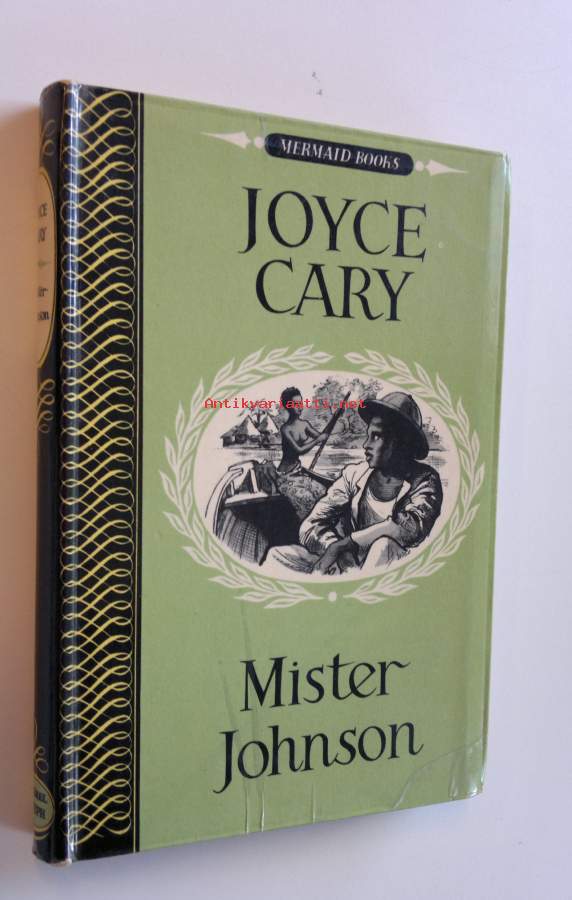 MERMAID BOOKS
JOYCE
CARY
Antikvariaatti.net
Mister
Johnson